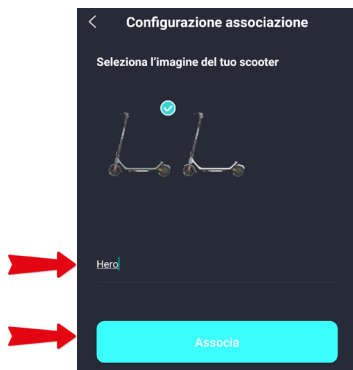 Configurazione associazione
Seleziona l'imagine del tuo scooter
Hero
Associa